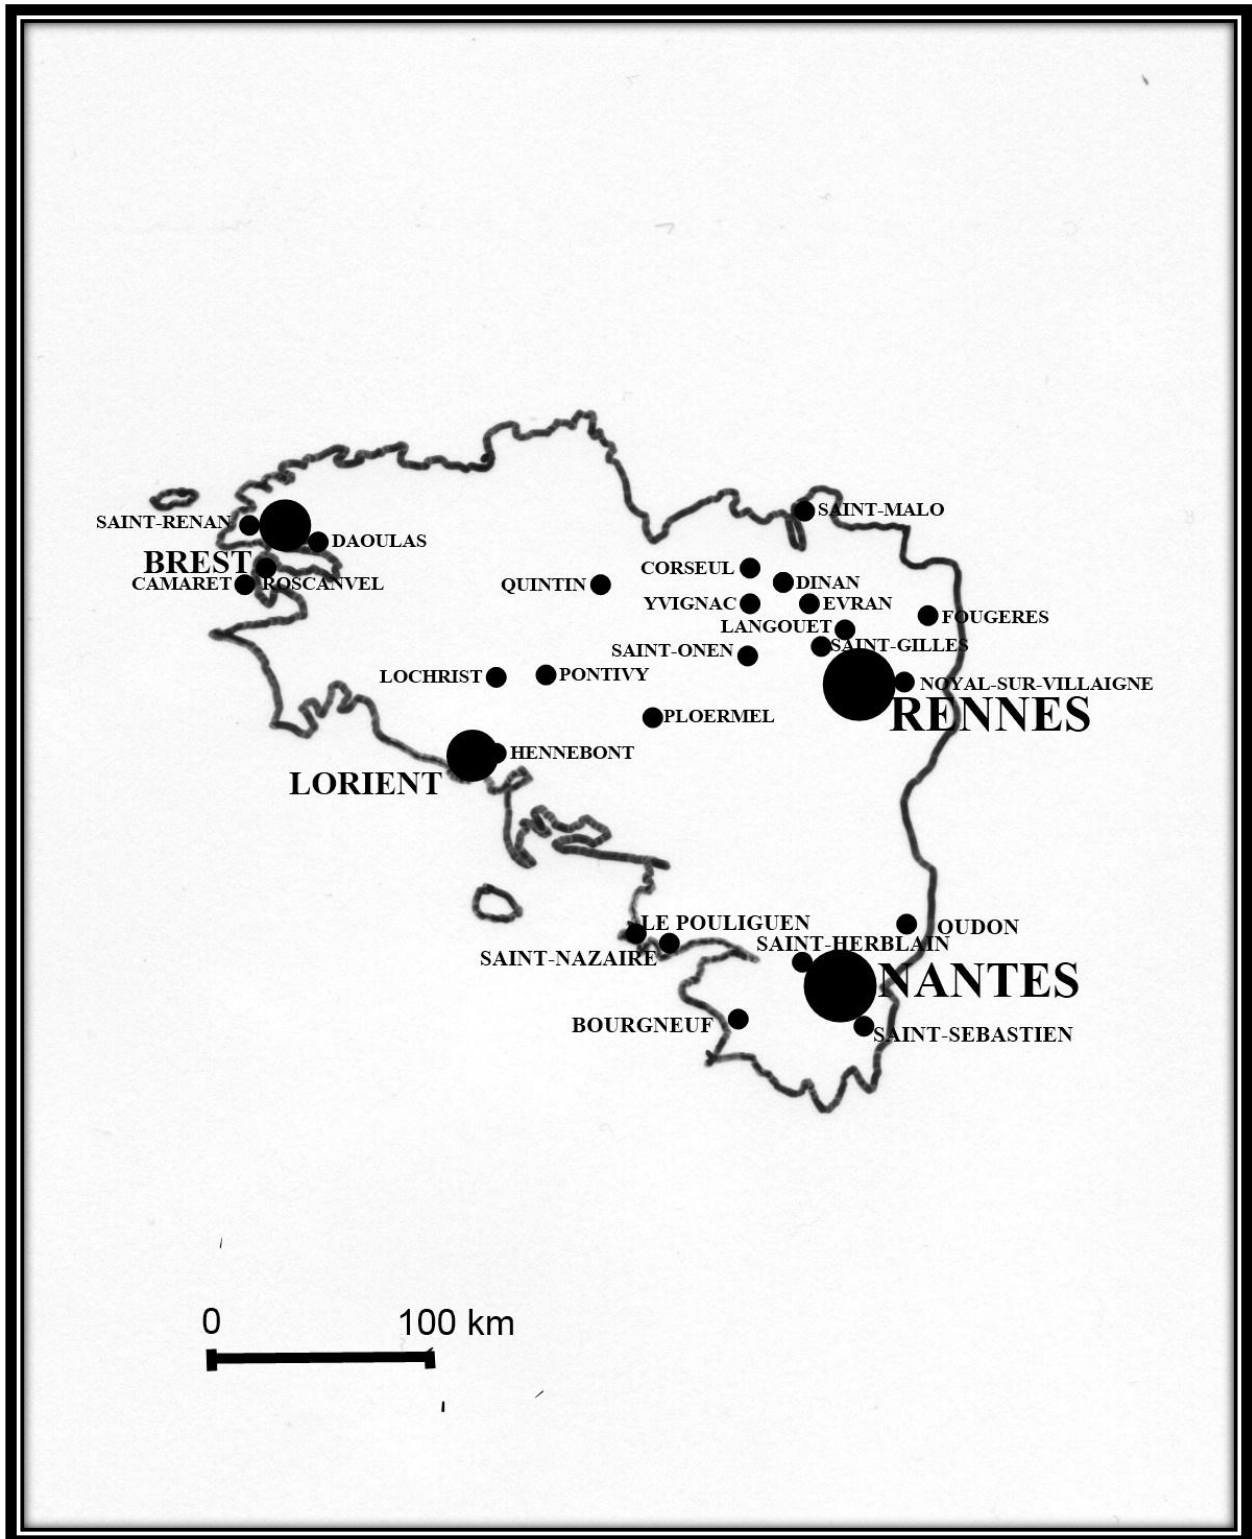 SAINT-MALO
SAINT-RENAN
DAOULAS
BREST
CAMARET
ROSCANVEL
QUINTIN
CORSEUL
DINAN
YVIGNAC
EVRAN
FOUGERES
LANGOUET
SAINT-GILLES
SAINT-ONEN
LOCHRIST
PONTIVY
NOYAL-SUR-VILLAIGNE
RENNES
PLOERMEL
HENNEBONT
LORIENT
LE POULIGUEN
OUDON
SAINT-HERBLAIN
SAINT-NAZAIRE
NANTES
BOURGNEUF
SAINT-SEBASTIEN
0 100 km